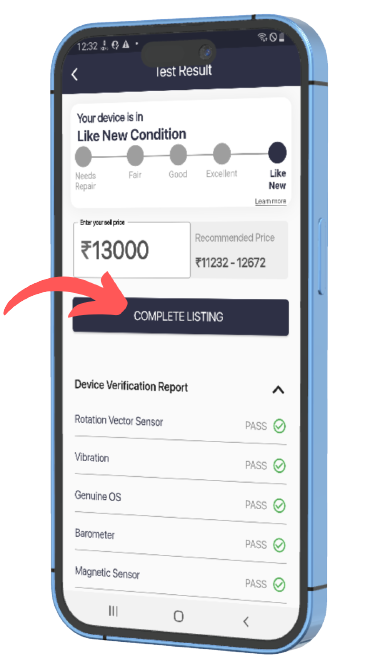 12:32
Test Result
Your device is in
Like New Condition
Needs Repair
Fair
Good
Excellent
Like New
Learn more
Enter your sell price
₹13000
Recommended Price
₹11232 - 12672
COMPLETE LISTING
Device Verification Report
Rotation Vector Sensor PASS
Vibration PASS
Genuine OS PASS
Barometer PASS
Magnetic Sensor PASS